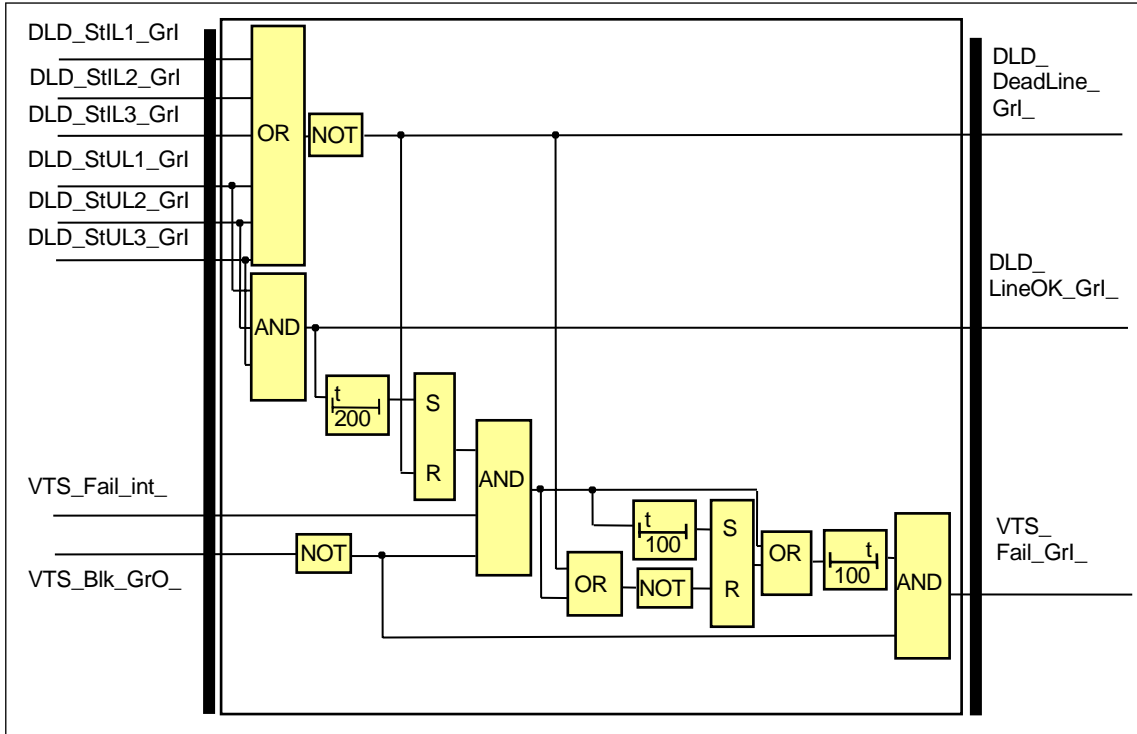 DLD_StIL1_GrI
DLD_StIL2_GrI
DLD_StIL3_GrI
DLD_StUL1_GrI
DLD_StUL2_GrI
DLD_StUL3_GrI
OR
NOT
DLD_
DeadLine_
GrI_
AND
DLD_
LineOK_GrI_
t
200
S
R
VTS_Fail_int_
AND
VTS_Blk_GrO_
NOT
t
100
S
R
OR
NOT
OR
t
100
AND
VTS_
Fail_GrI_